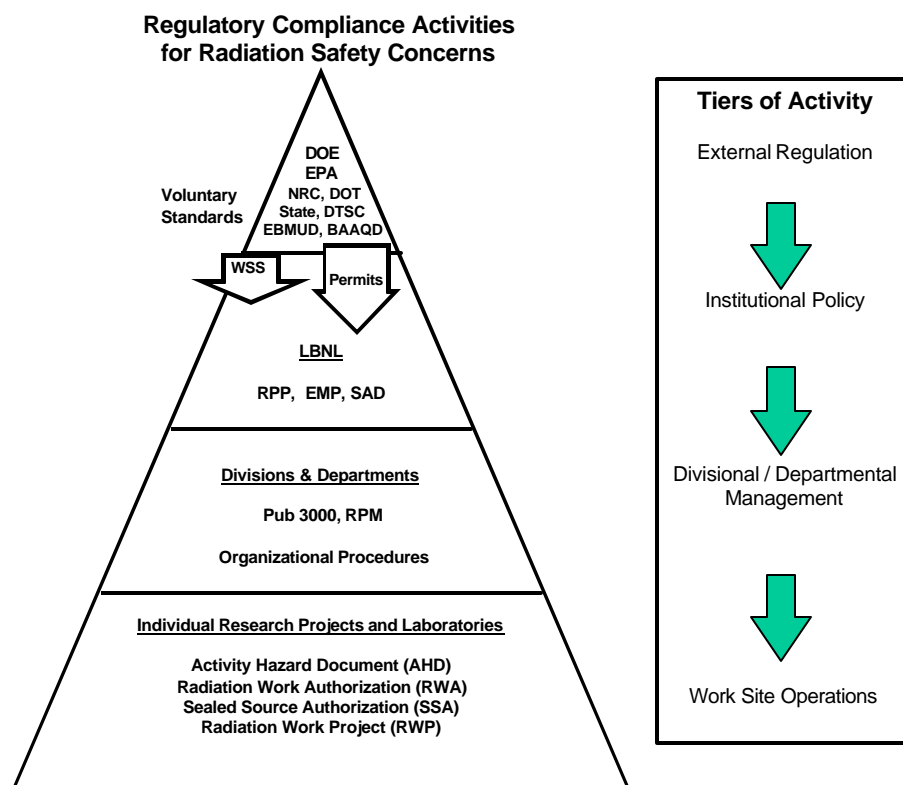 Regulatory Compliance Activities
for Radiation Safety Concerns
DOE
EPA
NRC, DOT
State, DTSC
EBMUD, BAAQD
Voluntary
Standards
WSS
Permits
LBNL
RPP, EMP, SAD
Divisions & Departments
Pub 3000, RPM
Organizational Procedures
Individual Research Projects and Laboratories
Activity Hazard Document (AHD)
Radiation Work Authorization (RWA)
Sealed Source Authorization (SSA)
Radiation Work Project (RWP)
Tiers of Activity
External Regulation
Institutional Policy
Divisional / Departmental
Management
Work Site Operations